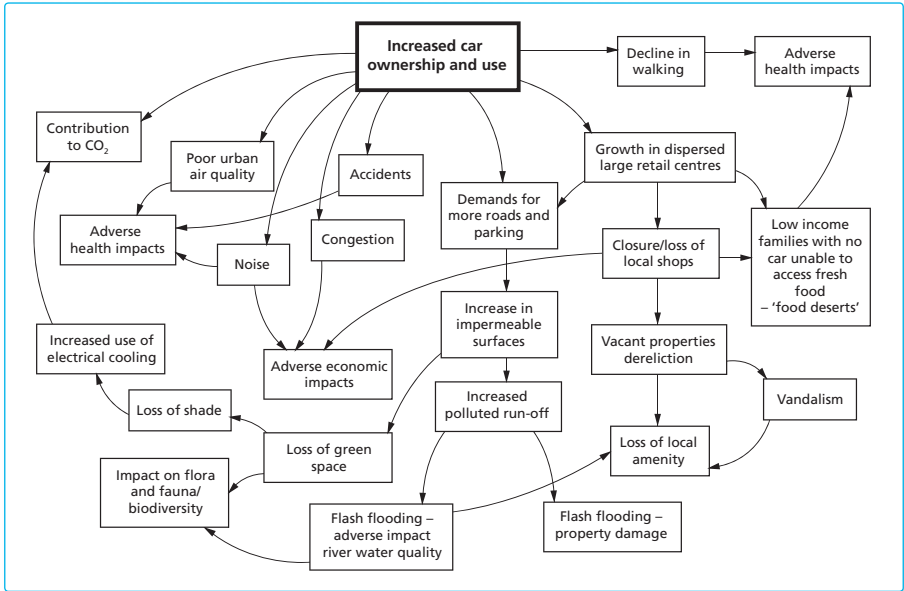 Increased car
ownership and use
Decline in
walking
Adverse
health impacts
Contribution
to CO₂
Poor urban
air quality
Accidents
Growth in dispersed
large retail centres
Demands for
more roads and
parking
Adverse
health impacts
Noise
Congestion
Closure/loss of
local shops
Low income
families with no
car unable to
access fresh
food
– ‘food deserts’
Increase in
impermeable
surfaces
Increased use of
electrical cooling
Adverse economic
impacts
Vacant properties
dereliction
Increased
polluted run-off
Vandalism
Loss of shade
Loss of green
space
Loss of local
amenity
Impact on flora
and fauna/
biodiversity
Flash flooding –
adverse impact
river water quality
Flash flooding –
property damage